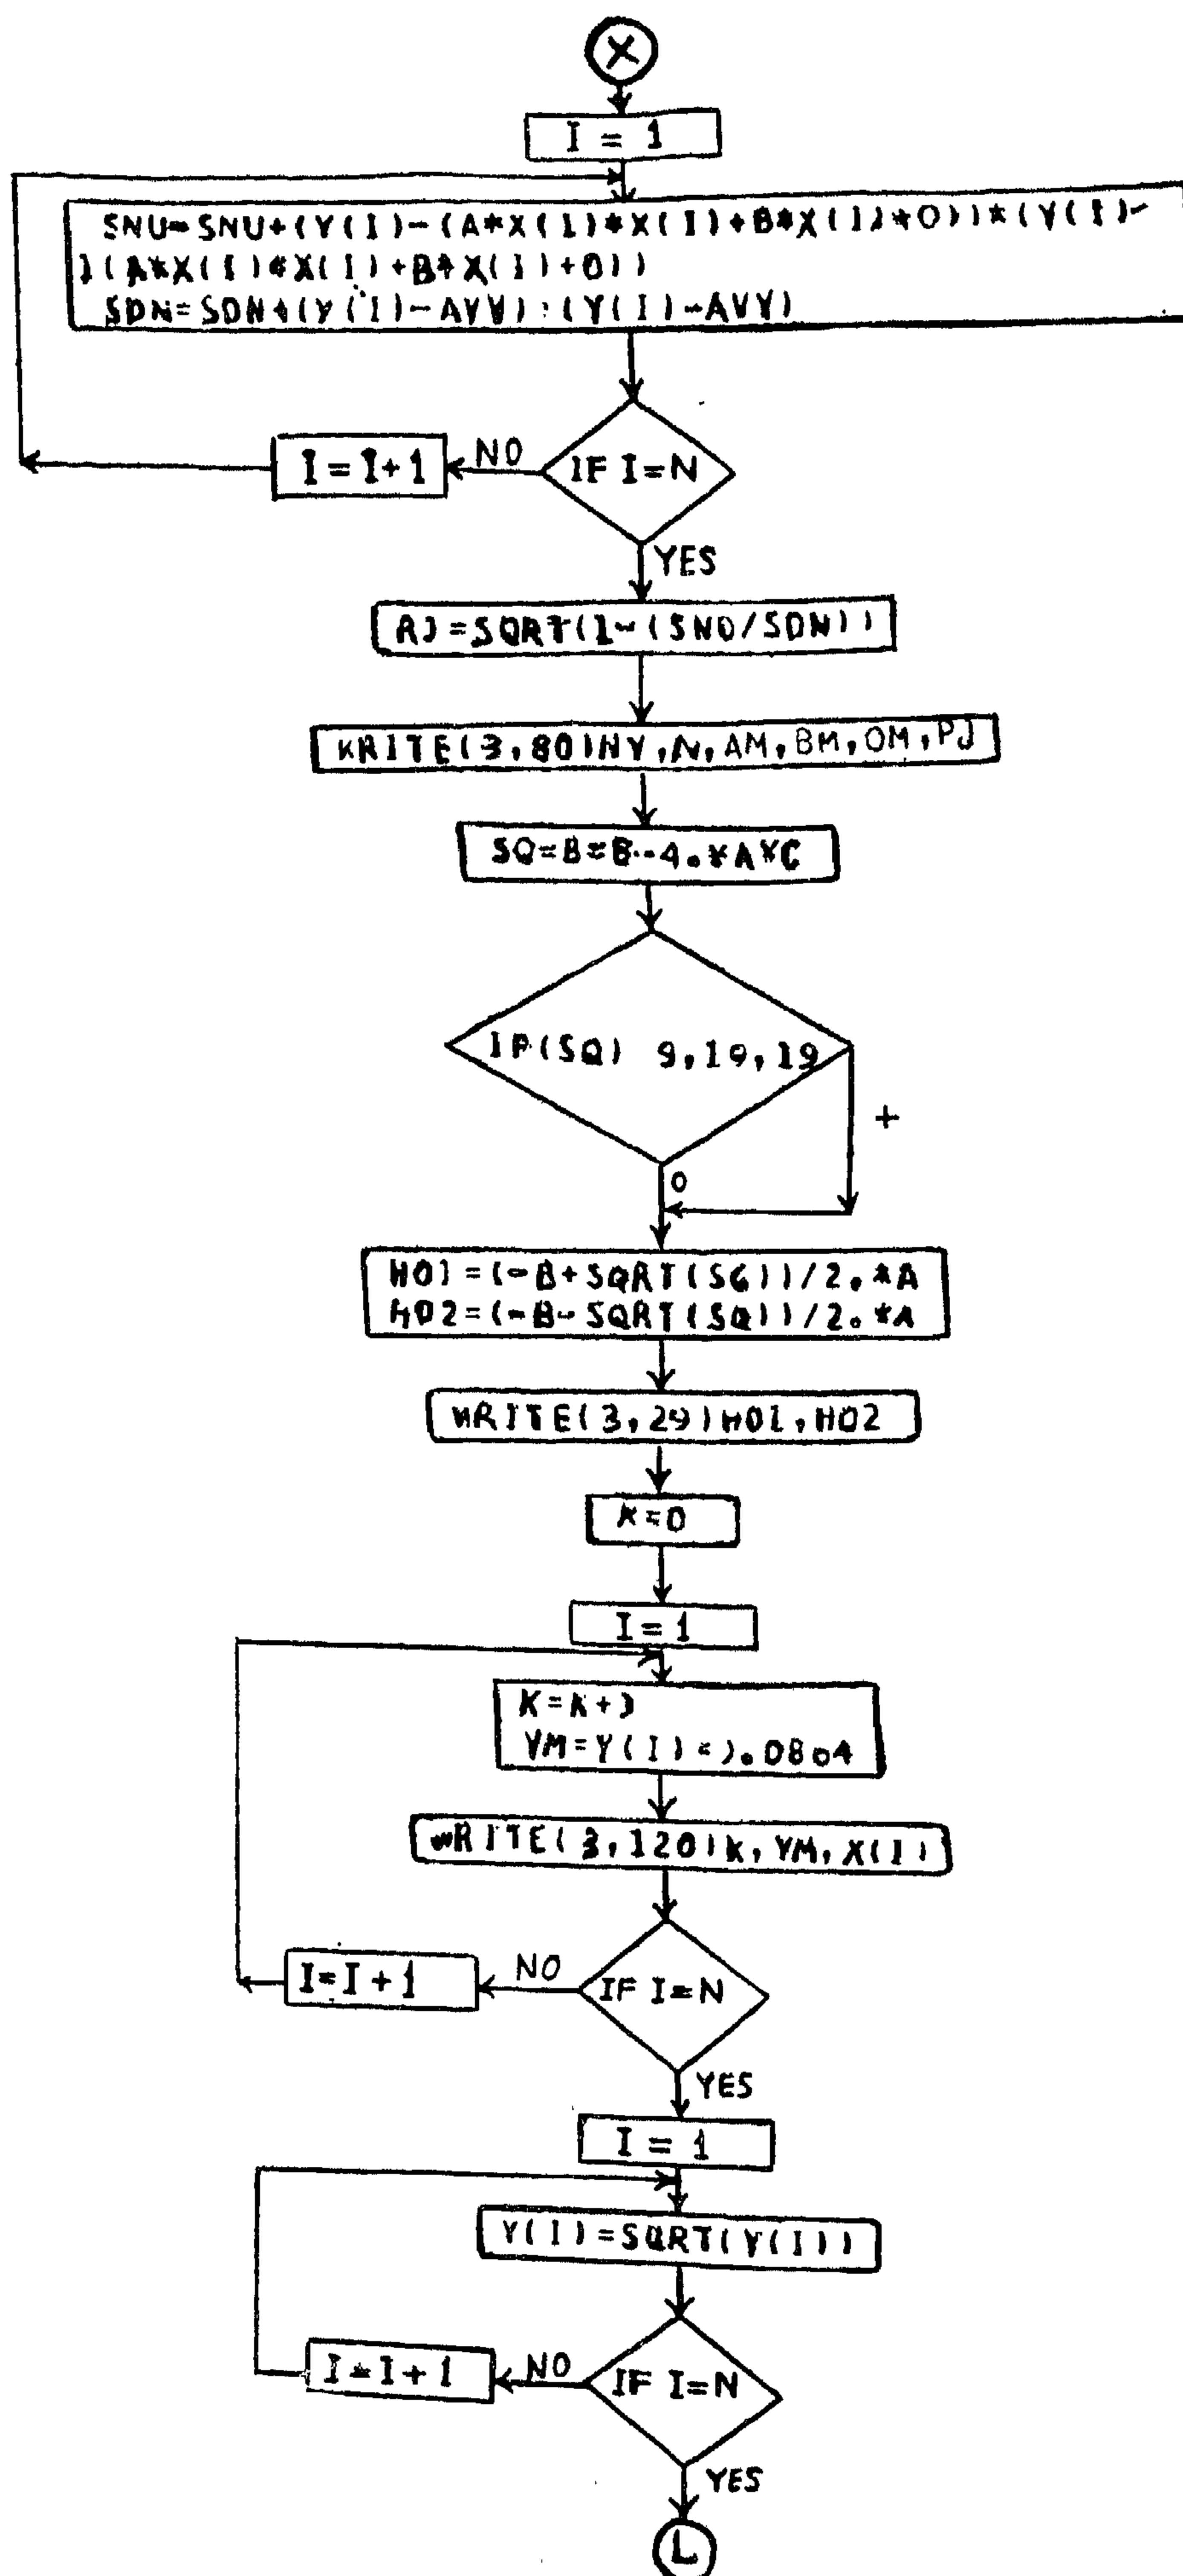 X
I = 1
SNU=SNU+(Y(I)-(A*X(I)*X(I)+B*X(I)+O))*(Y(I)-
1(A*X(I)*X(I)+B*X(I)+O))
SDN=SDN+(Y(I)-AVY)*(Y(I)-AVY)
IF I=N
NO
I = I+1
YES
RJ=SQRT(1-(SNU/SDN))
WRITE(3,80)NY,N,AM,BM,OM,PJ
SQ=B*B-4.*A*C
IF(SQ) 9,19,19
+
0
HO1=(-B+SQRT(SQ))/2.*A
HO2=(-B-SQRT(SQ))/2.*A
WRITE(3,29)HO1,HO2
K=0
I = 1
K=K+1
YM=Y(I)*1.0804
WRITE(3,120)K,YM,X(I)
IF I=N
NO
I=I+1
YES
I = 1
Y(I)=SQRT(Y(I))
IF I=N
NO
I=I+1
YES
L